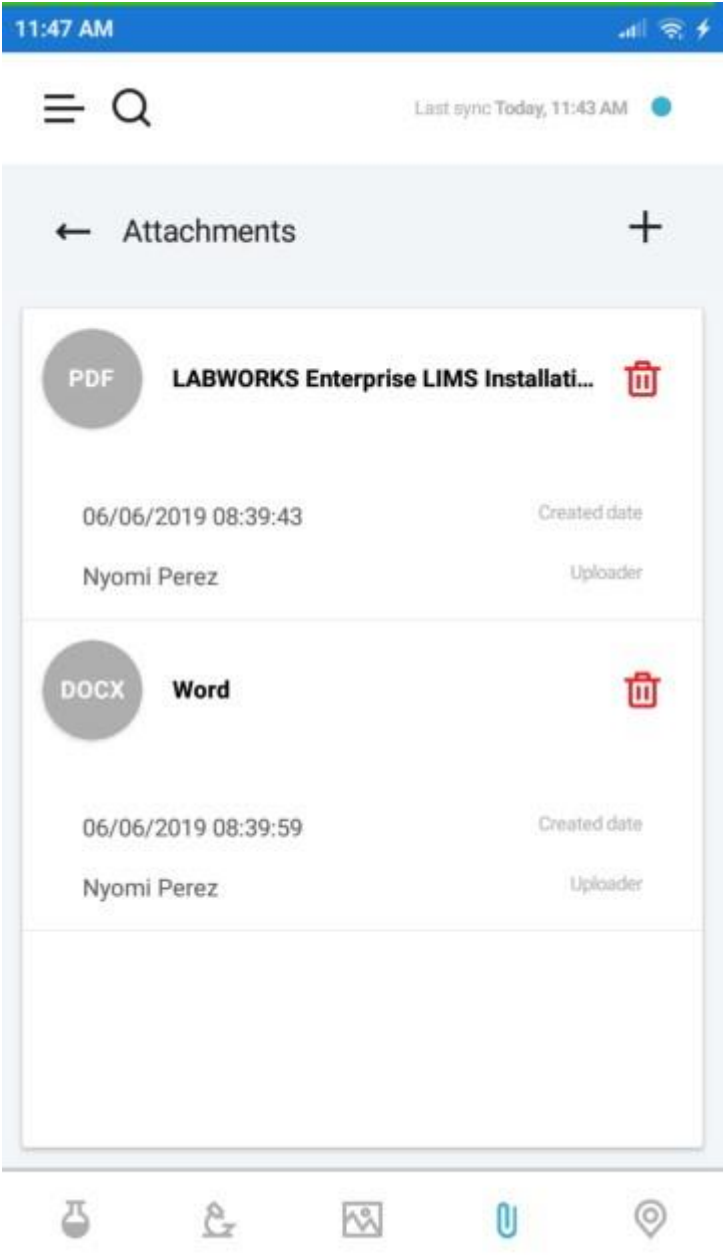 11:47 AM
Last sync Today, 11:43 AM
Attachments
PDF
LABWORKS Enterprise LIMS Installati...
06/06/2019 08:39:43 Created date
Nyomi Perez Uploader
DOCX
Word
06/06/2019 08:39:59 Created date
Nyomi Perez Uploader